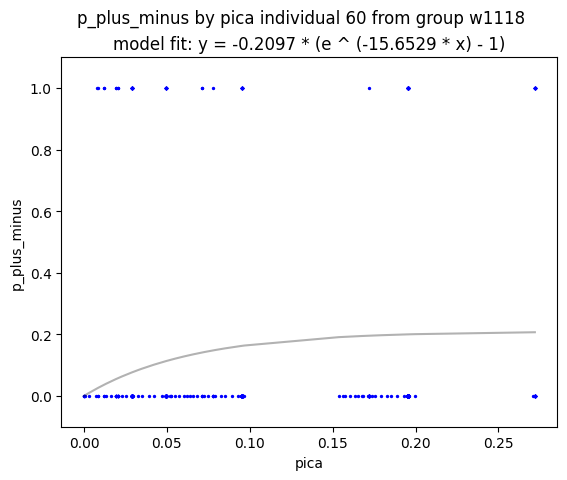 p_plus_minus by pica individual 60 from group w1118
model fit: y = -0.2097 * (e ^ (-15.6529 * x) - 1)
1.0
0.8
0.6
0.4
0.2
0.0
p_plus_minus
0.00 0.05 0.10 0.15 0.20 0.25
pica